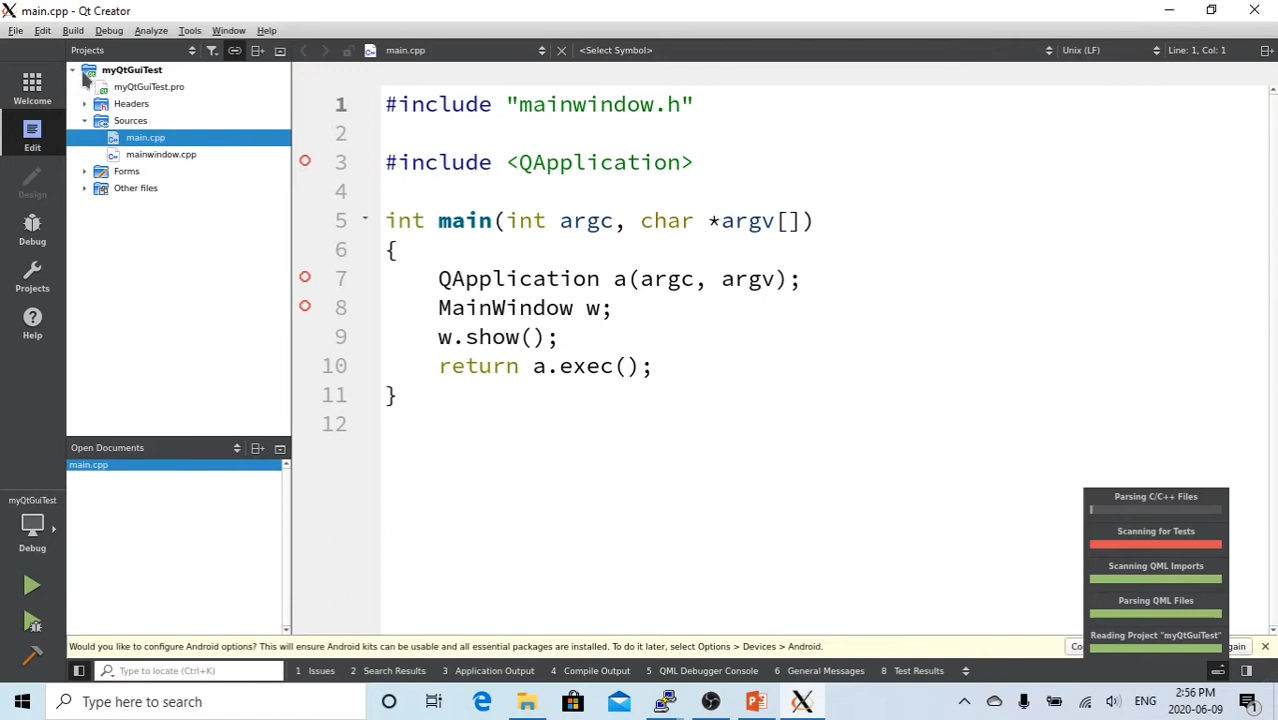 main.cpp - Qt Creator
File Edit Build Debug Analyze Tools Window Help
Projects main.cpp <Select Symbol> Unix (LF) Line: 1, Col: 1
myQtGuiTest
myQtGuiTest.pro
Headers
Sources
main.cpp
mainwindow.cpp
Forms
Other files
Welcome
Edit
Design
Debug
Projects
Help
1 #include "mainwindow.h"
2
3 #include <QApplication>
4
5 int main(int argc, char *argv[])
6 {
7 QApplication a(argc, argv);
8 MainWindow w;
9 w.show();
10 return a.exec();
11 }
12
Open Documents
main.cpp
myQtGuiTest
Debug
Parsing C/C++ Files
Scanning for Tests
Scanning QML Imports
Parsing QML Files
Reading Project "myQtGuiTest"
Would you like to configure Android options? This will ensure Android kits can be usable and all essential packages are installed. To do it later, select Options > Devices > Android. Co gain
Type to locate (Ctrl+K) 1 Issues 2 Search Results 3 Application Output 4 Compile Output 5 QML Debugger Console 6 General Messages 8 Test Results
Type here to search ENG 2:56 PM
2020-06-09 1